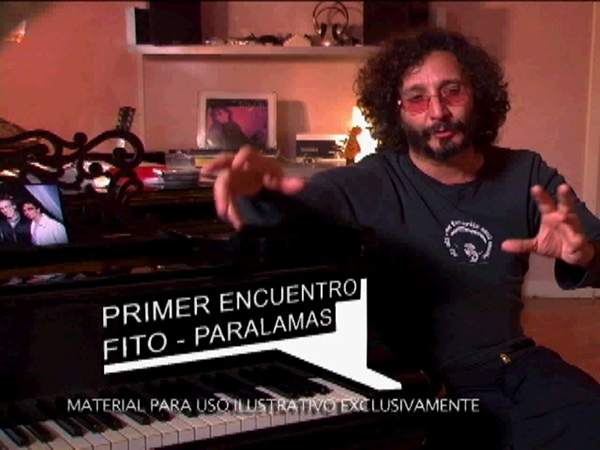 PRIMER ENCUENTRO
FITO - PARALAMAS
MATERIAL PARA USO ILUSTRATIVO EXCLUSIVAMENTE